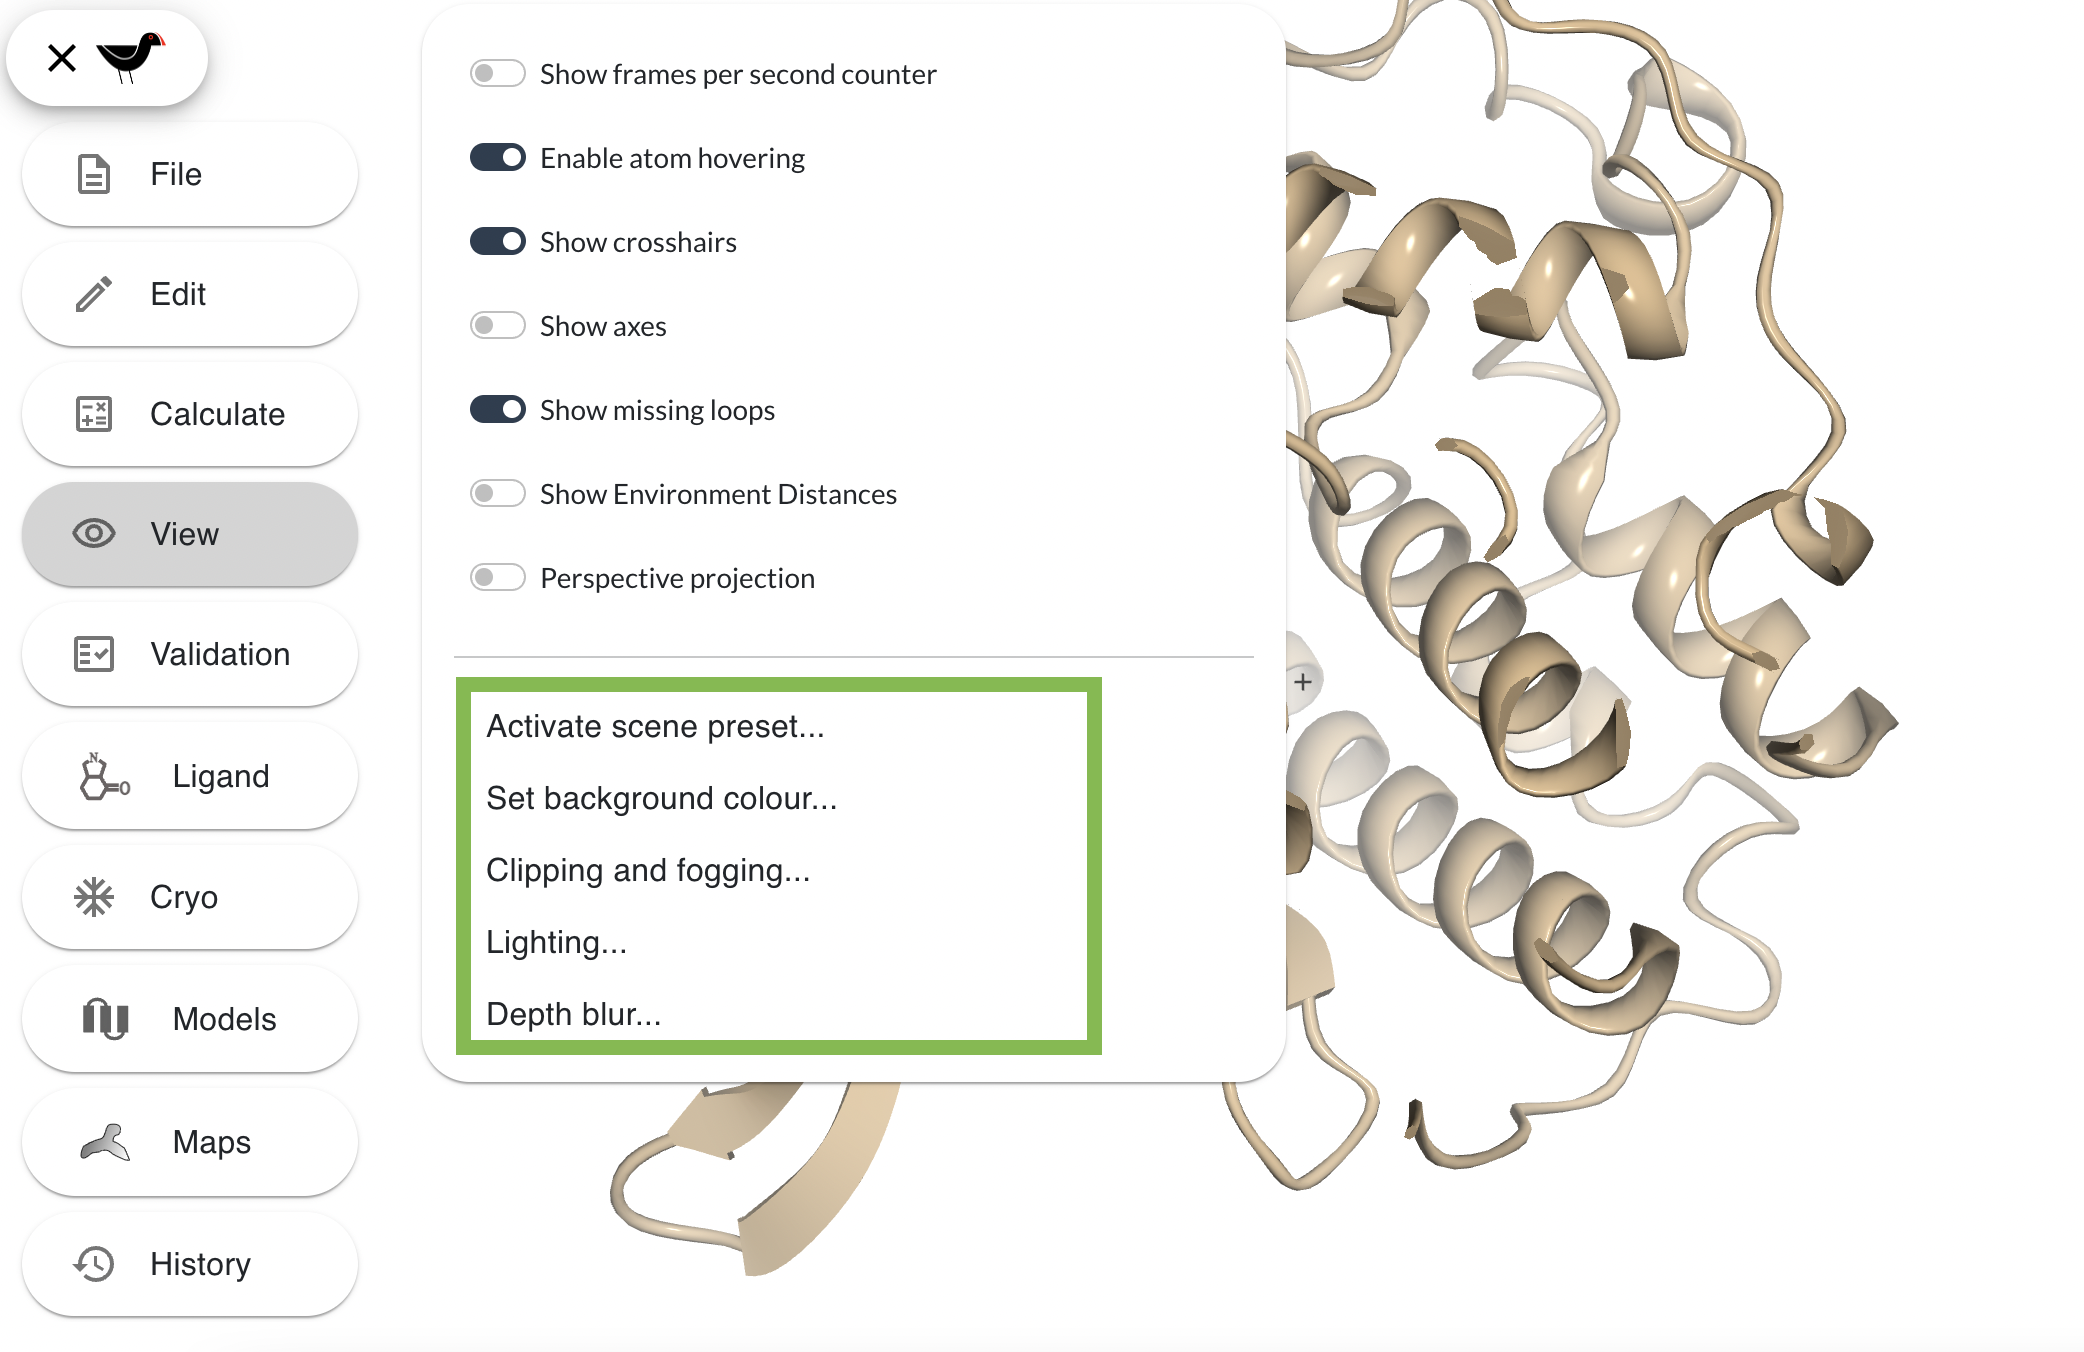 File
Edit
Calculate
View
Validation
Ligand
Cryo
Models
Maps
History
Show frames per second counter
Enable atom hovering
Show crosshairs
Show axes
Show missing loops
Show Environment Distances
Perspective projection
Activate scene preset...
Set background colour...
Clipping and fogging...
Lighting...
Depth blur...
N
=O